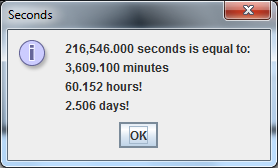 Seconds
216,546.000 seconds is equal to:
3,609.100 minutes
60.152 hours!
2.506 days!
OK